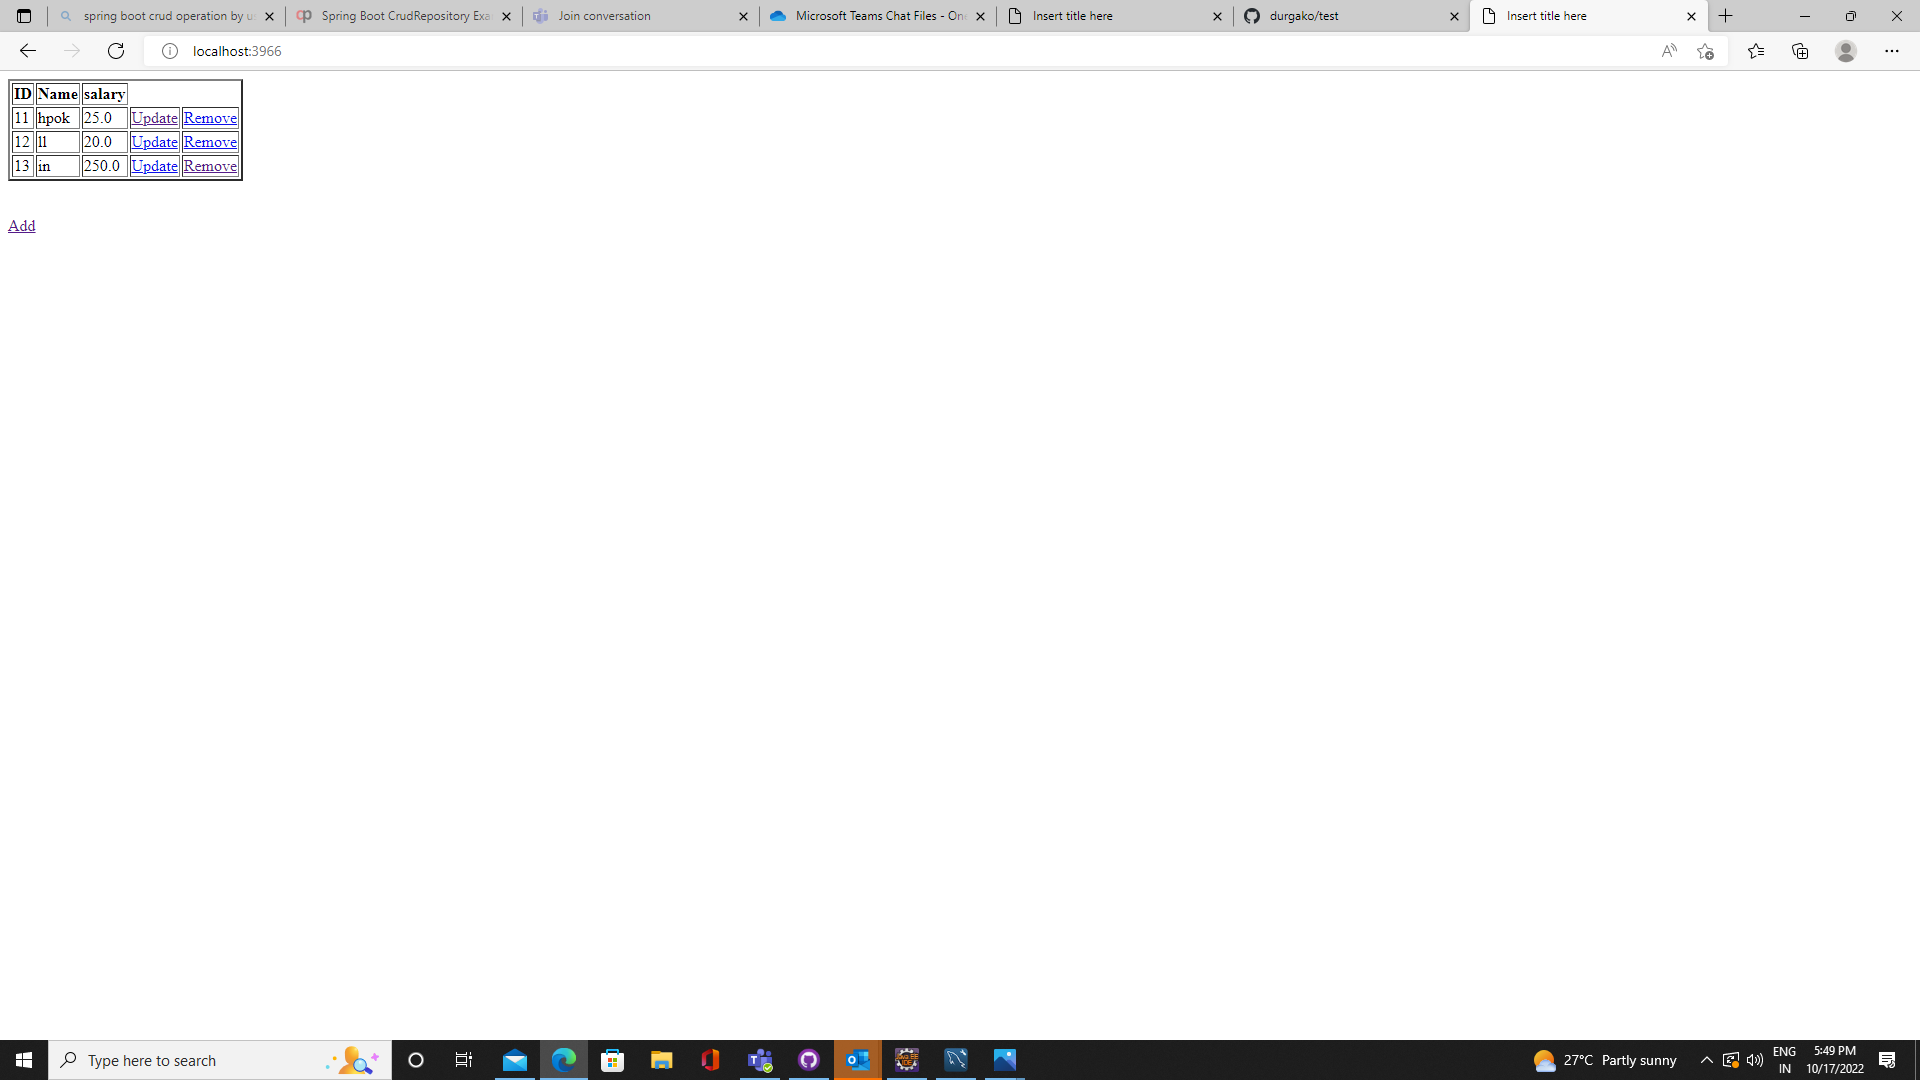 spring boot crud operation by u
Spring Boot CrudRepository Exa
Join conversation
Microsoft Teams Chat Files - On
Insert title here
durgako/test
Insert title here
localhost:3966
ID Name salary
11 hpok 25.0 Update Remove
12 ll 20.0 Update Remove
13 in 250.0 Update Remove
Add
Type here to search
27°C Partly sunny
ENG
IN
5:49 PM
10/17/2022